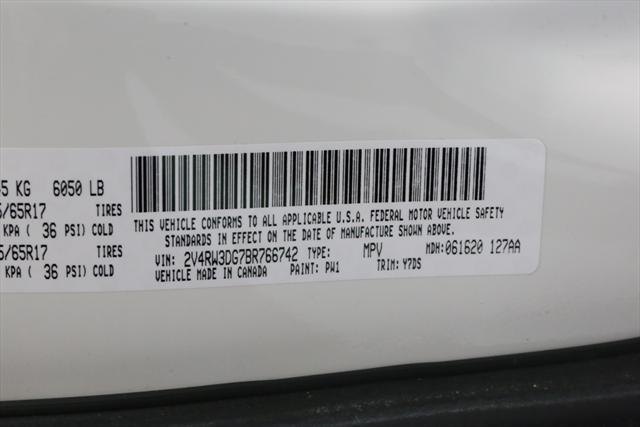 5 KG 6050 LB
/65R17 TIRES
KPA ( 36 PSI) COLD
5/65R17 TIRES
KPA ( 36 PSI) COLD
THIS VEHICLE CONFORMS TO ALL APPLICABLE U.S.A. FEDERAL MOTOR VEHICLE SAFETY
STANDARDS IN EFFECT ON THE DATE OF MANUFACTURE SHOWN ABOVE.
VIN: 2V4RW3DG7BR766742 TYPE: MPV MDH: 061620 127AA
VEHICLE MADE IN CANADA PAINT: PW1 TRIM: Y7DS